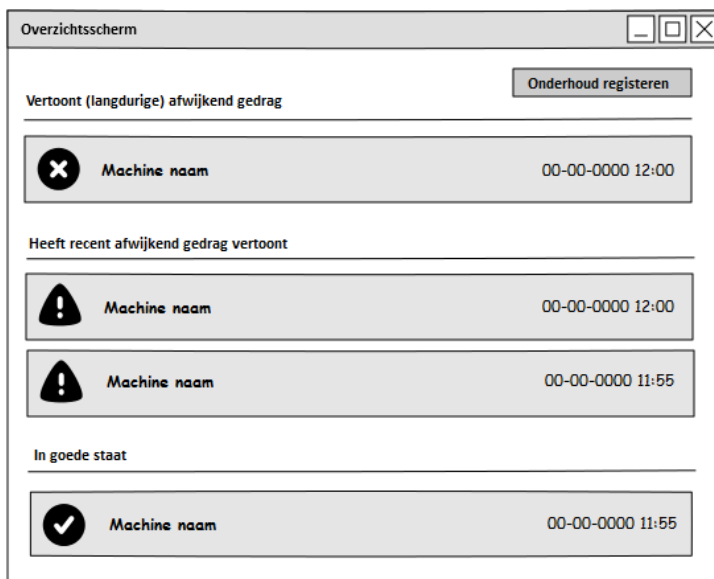 Overzichtsscherm
Onderhoud registeren
Vertoont (langdurige) afwijkend gedrag
Machine naam 00-00-0000 12:00
Heeft recent afwijkend gedrag vertoont
Machine naam 00-00-0000 12:00
Machine naam 00-00-0000 11:55
In goede staat
Machine naam 00-00-0000 11:55